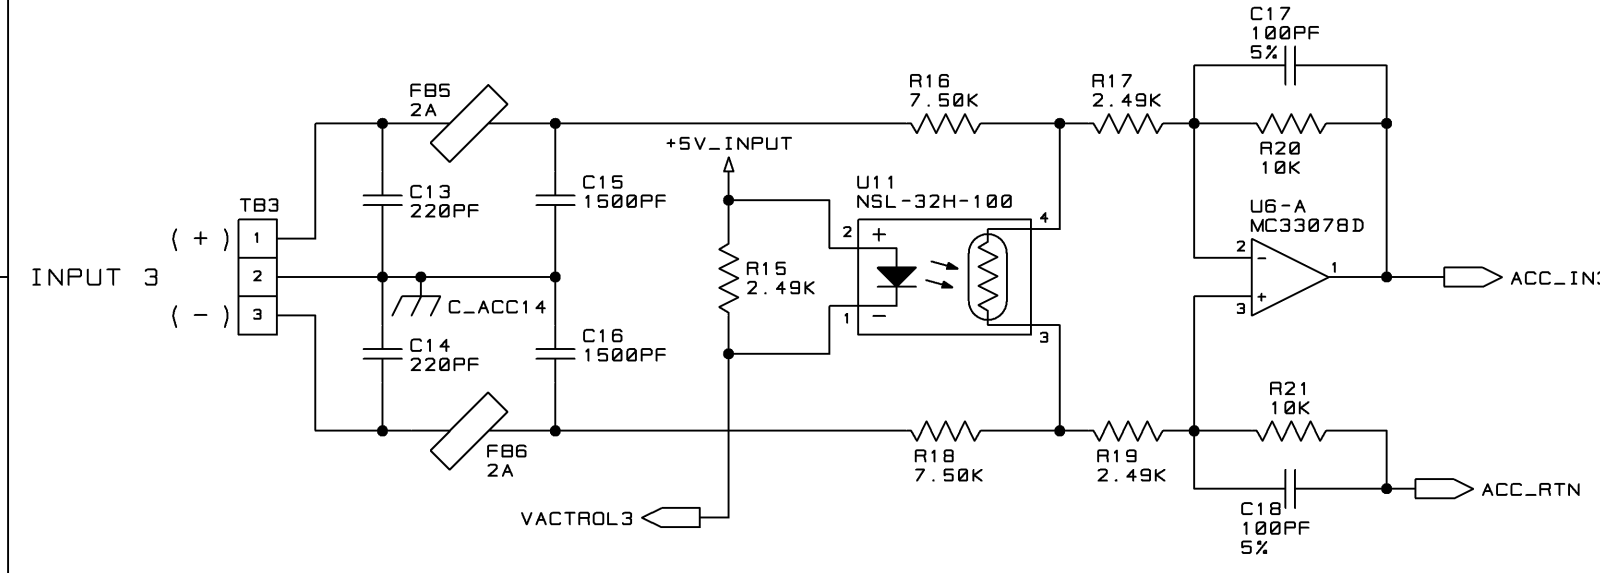 C17
100PF
5%
FB5
2A
R16
7.50K
R17
2.49K
R20
10K
+5V_INPUT
C13
220PF
C15
1500PF
U11
NSL-32H-100
4
U6-A
MC33078D
TB3
( + )
1
2
+
2
-
1
INPUT 3
2
R15
2.49K
ACC_IN3
C_ACC14
( - )
3
1
-
3
+
3
C14
220PF
C16
1500PF
R21
10K
FB6
2A
R18
7.50K
R19
2.49K
VACTROL3
ACC_RTN
C18
100PF
5%